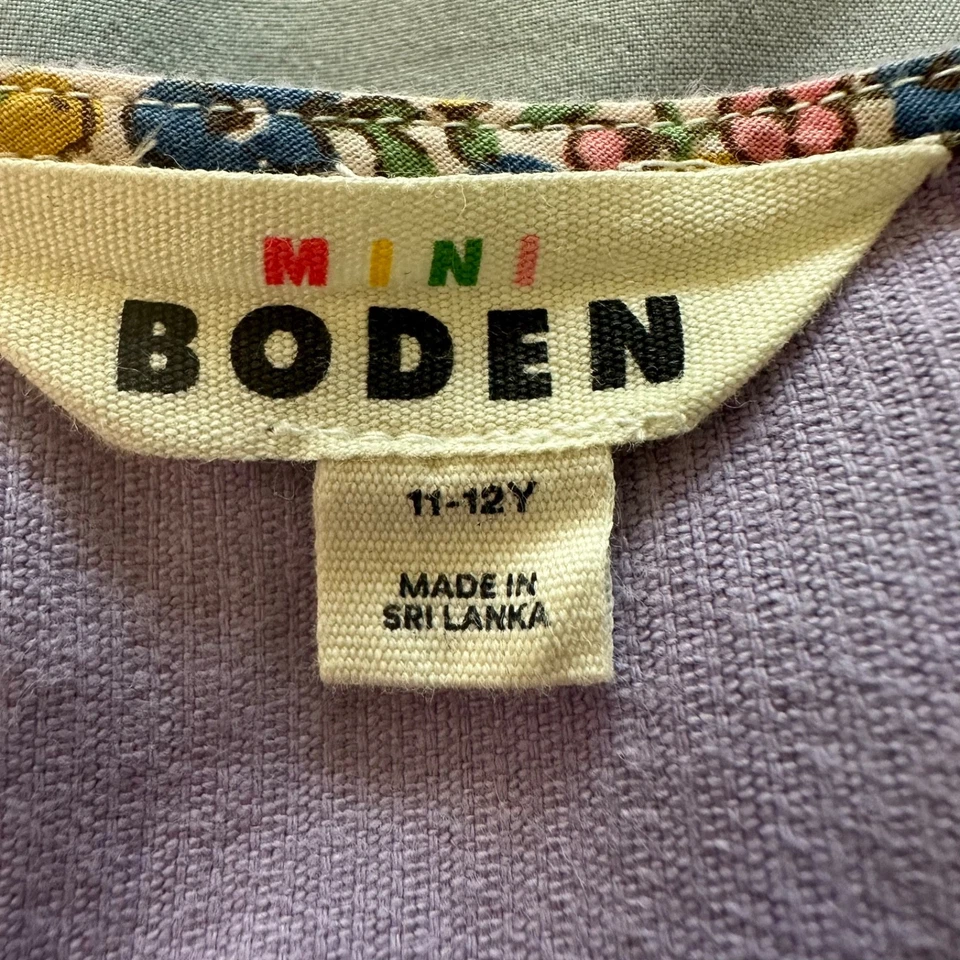 MINI
BODEN
11-12Y
MADE IN
SRI LANKA